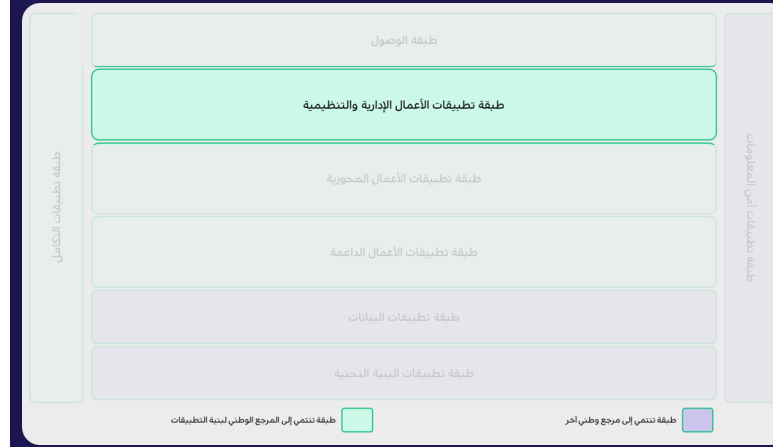 طبقة الوصول
طبقة تطبيقات الأعمال الإدارية والتنظيمية
طبقة تطبيقات الأعمال المحورية
طبقة تطبيقات الأعمال الداعمة
طبقة تطبيقات البيانات
طبقة تطبيقات البنية التحتية
طبقة تطبيقات أمن المعلومات
طبقة تطبيقات التكامل
طبقة تنتمي إلى مرجع وطني آخر
طبقة تنتمي إلى المرجع الوطني لبنية التطبيقات